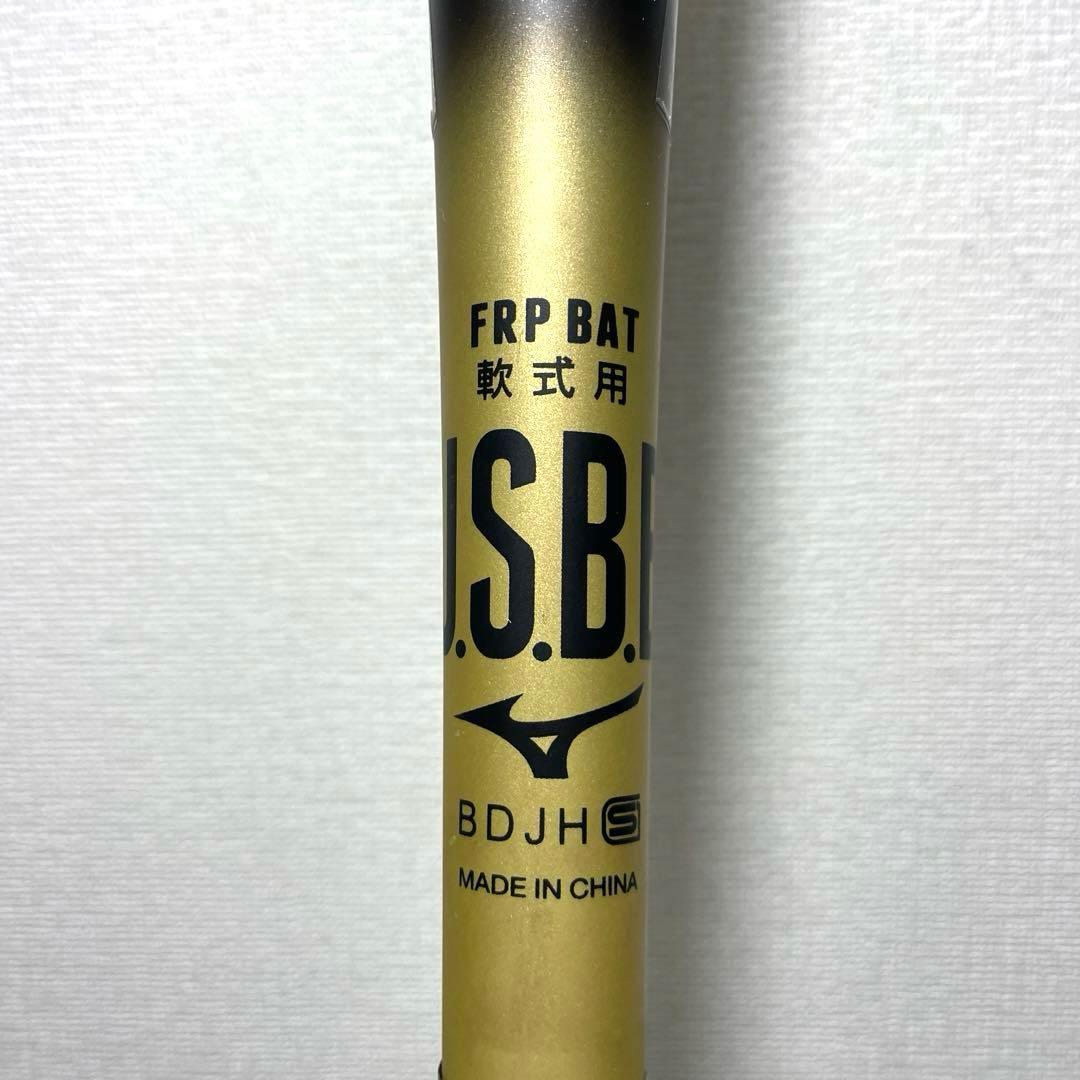 FRP BAT
軟式用
J.S.B.B
BDJH S
MADE IN CHINA